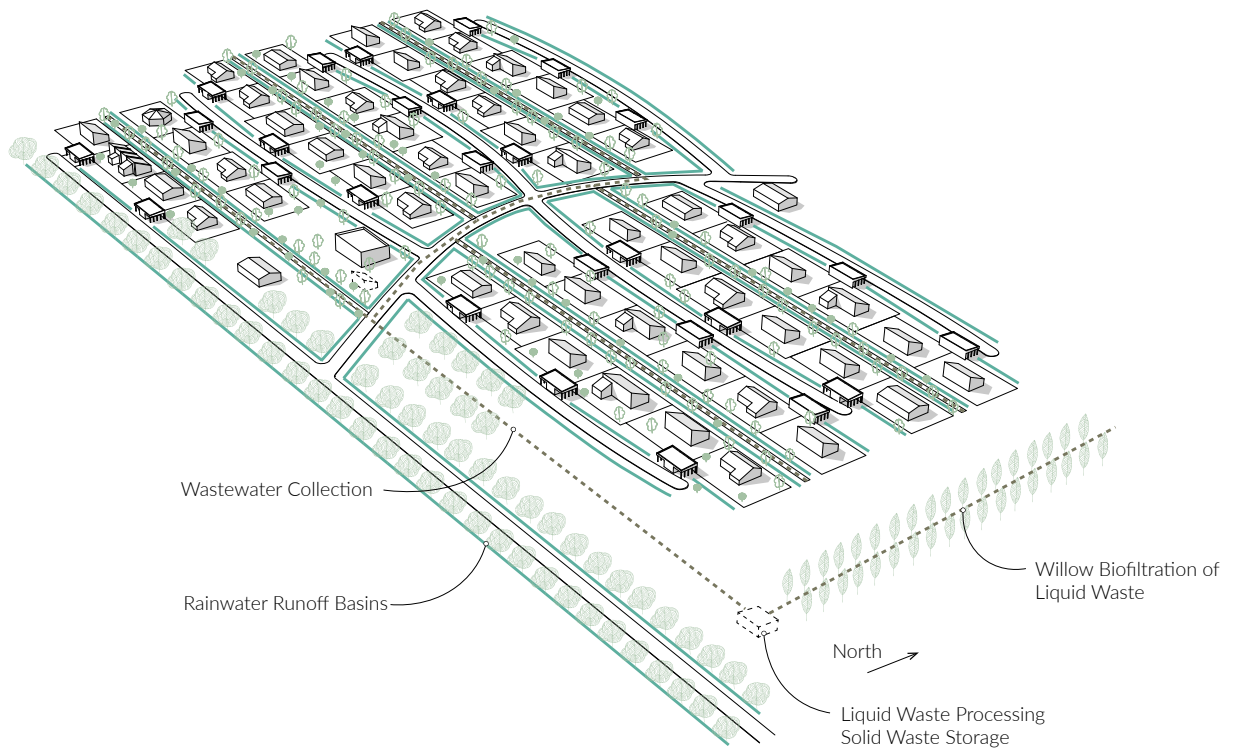 Wastewater Collection
Rainwater Runoff Basins
Willow Biofiltration of
Liquid Waste
North
Liquid Waste Processing
Solid Waste Storage